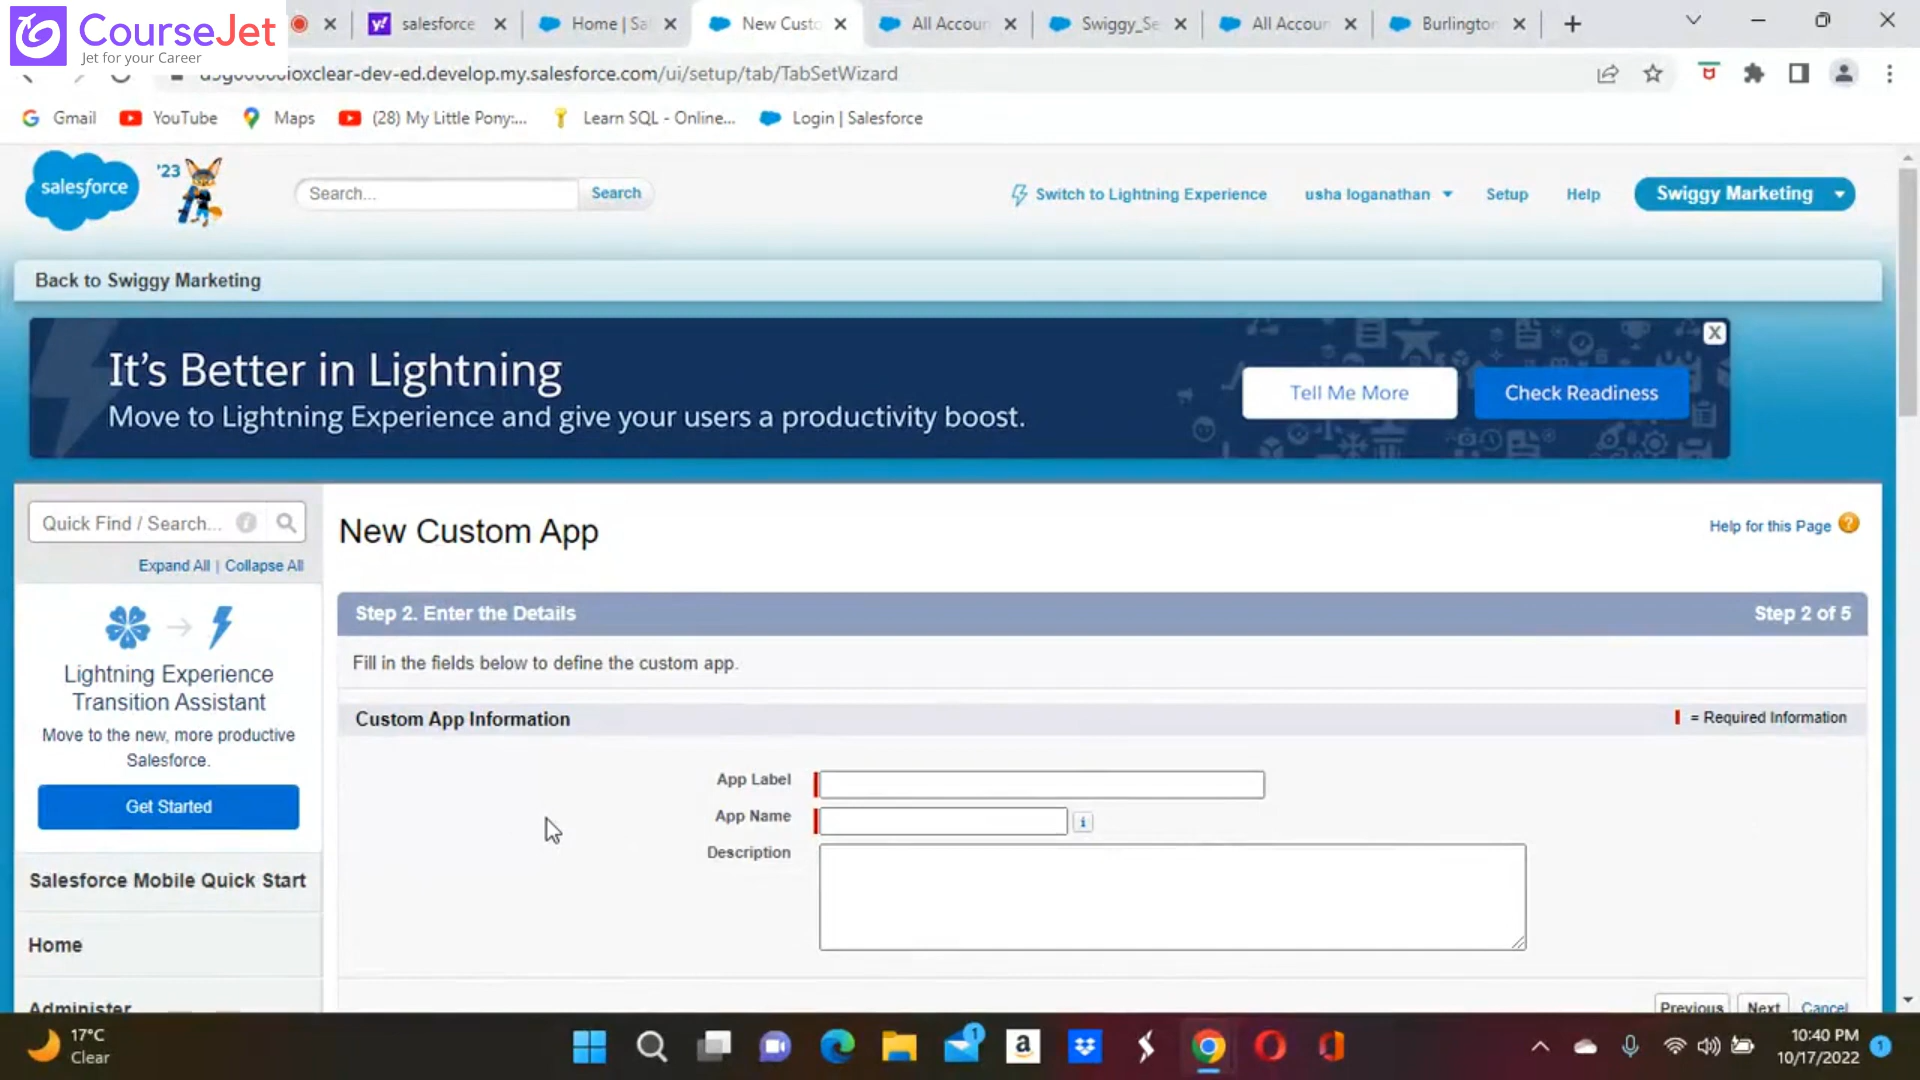 CourseJet
Jet for your Career
salesforce
Home | Sa
New Custo
All Accoun
Swiggy_Se
All Accoun
Burlington
ioxclear-dev-ed.develop.my.salesforce.com/ui/setup/tab/TabSetWizard
Gmail
YouTube
Maps
(28) My Little Pony:...
Learn SQL - Online...
Login | Salesforce
salesforce
'23
Search...
Search
Switch to Lightning Experience
usha loganathan
Setup
Help
Swiggy Marketing
Back to Swiggy Marketing
It's Better in Lightning
Move to Lightning Experience and give your users a productivity boost.
Tell Me More
Check Readiness
X
Quick Find / Search...
Expand All | Collapse All
Lightning Experience
Transition Assistant
Move to the new, more productive
Salesforce.
Get Started
Salesforce Mobile Quick Start
Home
Administer
New Custom App
Help for this Page
Step 2. Enter the Details
Step 2 of 5
Fill in the fields below to define the custom app.
Custom App Information
= Required Information
App Label
App Name
Description
Previous
Next
Cancel
17°C
Clear
10:40 PM
10/17/2022
1